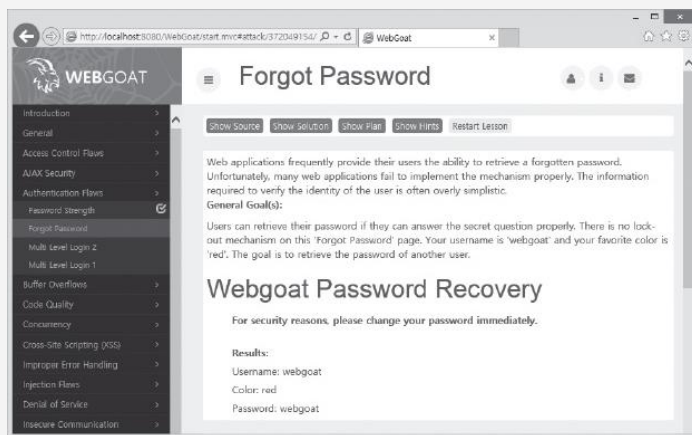 http://localhost:8080/WebGoat/start.mvc#attack/372049154/
WebGoat
WEBGOAT
Forgot Password
Introduction
General
Access Control Flaws
AJAX Security
Authentication Flaws
Password Strength
Forgot Password
Multi Level Login 2
Multi Level Login 1
Buffer Overflows
Code Quality
Concurrency
Cross-Site Scripting (XSS)
Improper Error Handling
Injection Flaws
Denial of Service
Insecure Communication
Show Source Show Solution Show Plan Show Hints Restart Lesson
Web applications frequently provide their users the ability to retrieve a forgotten password.
Unfortunately, many web applications fail to implement the mechanism properly. The information
required to verify the identity of the user is often overly simplistic.
General Goal(s):
Users can retrieve their password if they can answer the secret question properly. There is no lock-
out mechanism on this 'Forgot Password' page. Your username is 'webgoat' and your favorite color is
'red'. The goal is to retrieve the password of another user.
Webgoat Password Recovery
For security reasons, please change your password immediately.
Results:
Username: webgoat
Color: red
Password: webgoat